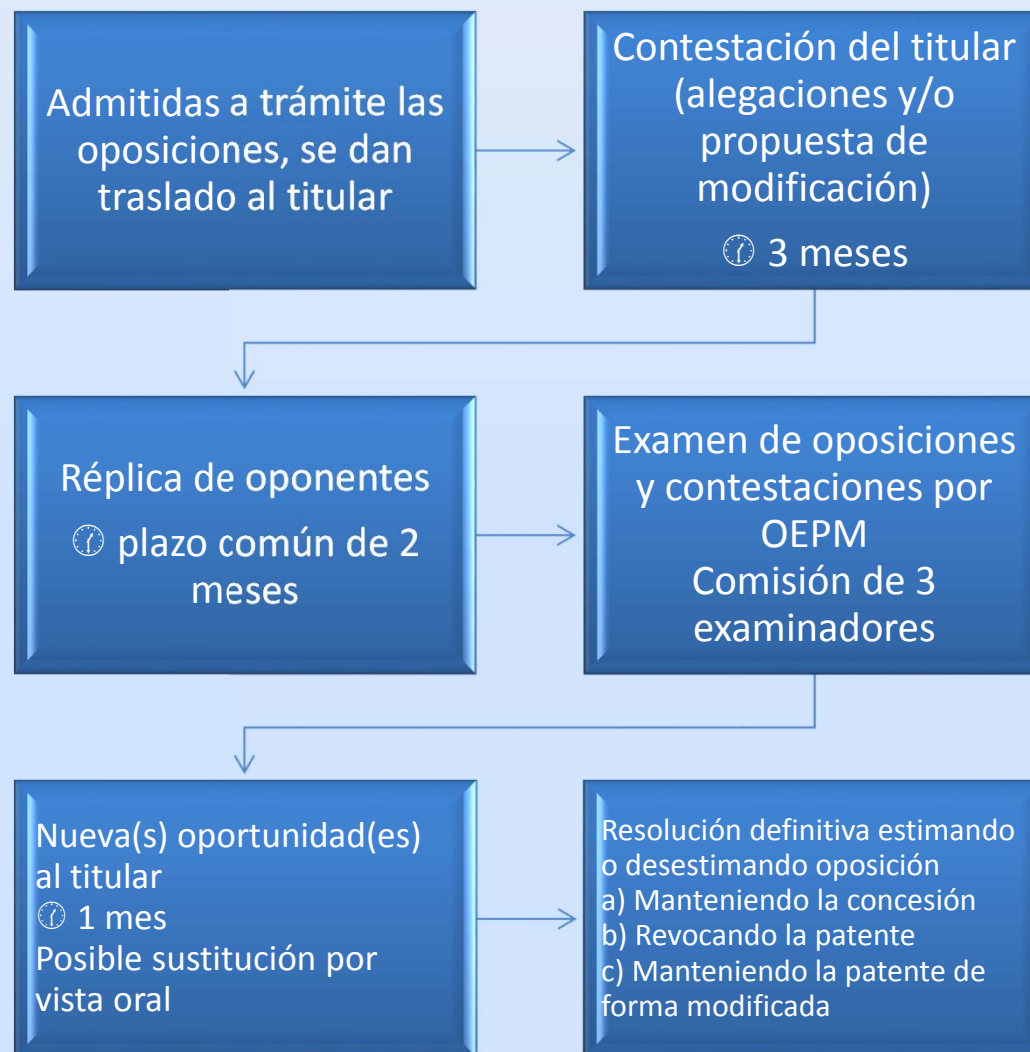 Admitidas a trámite las
oposiciones, se dan
traslado al titular
Contestación del titular
(alegaciones y/o
propuesta de
modificación)
🕐 3 meses
Réplica de oponentes
🕐 plazo común de 2
meses
Examen de oposiciones
y contestaciones por
OEPM
Comisión de 3
examinadores
Nueva(s) oportunidad(es)
al titular
🕐 1 mes
Posible sustitución por
vista oral
Resolución definitiva estimando
o desestimando oposición
a) Manteniendo la concesión
b) Revocando la patente
c) Manteniendo la patente de
forma modificada